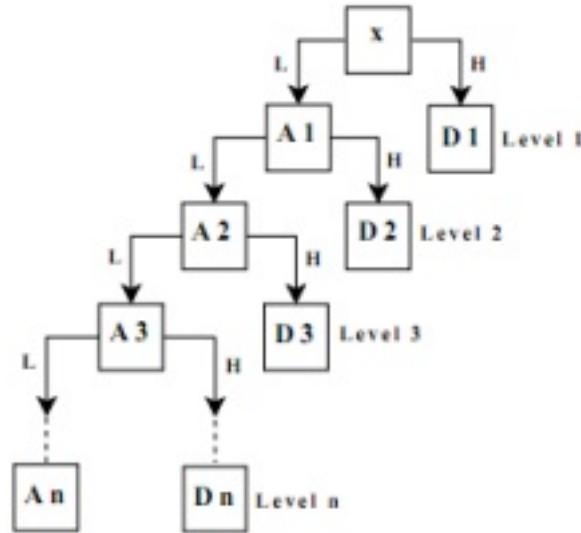 x
L H
A 1 D 1 Level 1
L H
A 2 D 2 Level 2
L H
A 3 D 3 Level 3
L H
A n D n Level n